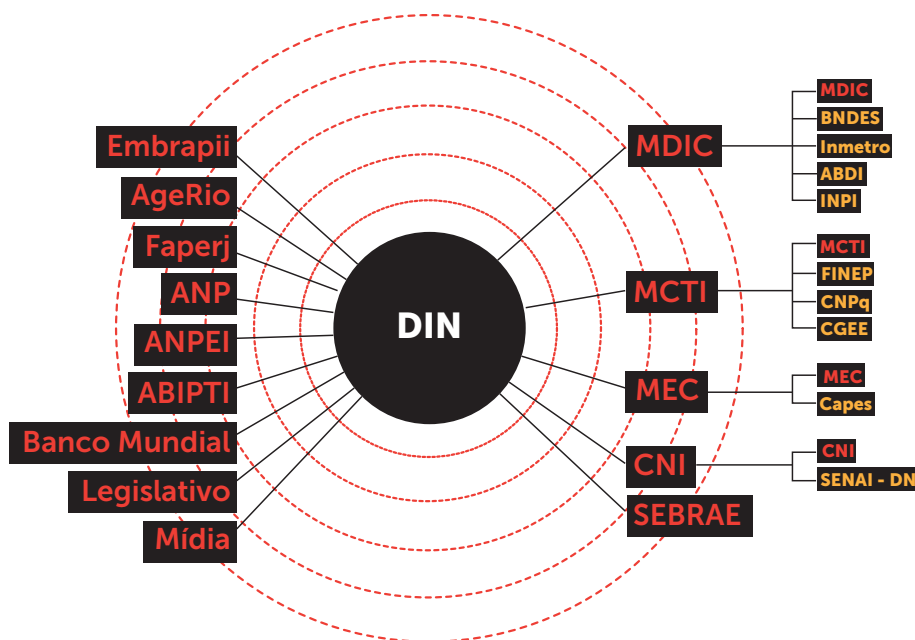 Embrapii
AgeRio
Faperj
ANP
ANPEI
ABIPTI
Banco Mundial
Legislativo
Mídia
DIN
MDIC
MDIC
BNDES
Inmetro
ABDI
INPI
MCTI
MCTI
FINEP
CNPq
CGEE
MEC
MEC
Capes
CNI
CNI
SENAI - DN
SEBRAE